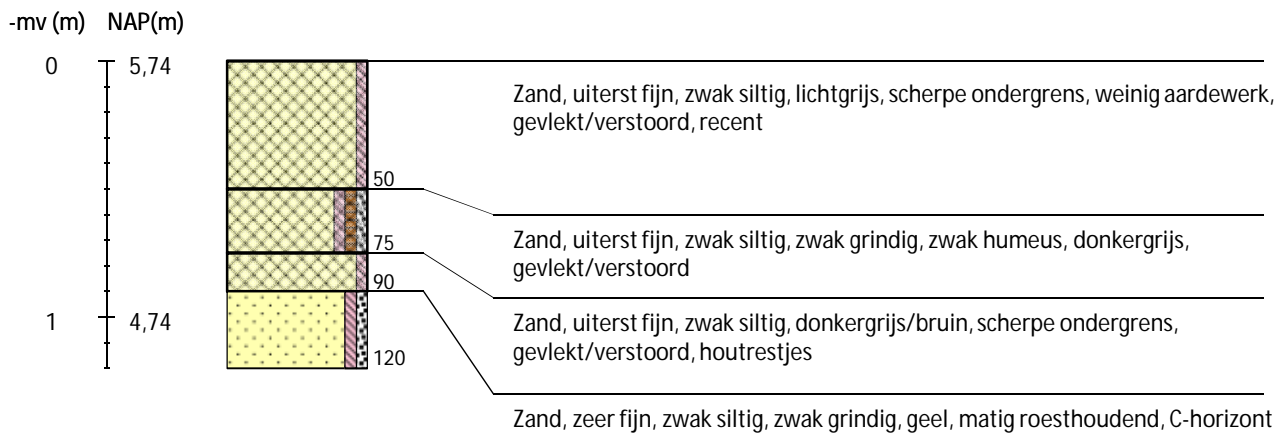 -mv (m) NAP(m)
0 5,74
Zand, uiterst fijn, zwak siltig, lichtgrijs, scherpe ondergrens, weinig aardewerk,
gevlekt/verstoord, recent
50
Zand, uiterst fijn, zwak siltig, zwak grindig, zwak humeus, donkergrijs,
gevlekt/verstoord
75
90
1 4,74
Zand, uiterst fijn, zwak siltig, donkergrijs/bruin, scherpe ondergrens,
gevlekt/verstoord, houtrestjes
120
Zand, zeer fijn, zwak siltig, zwak grindig, geel, matig roesthoudend, C-horizont